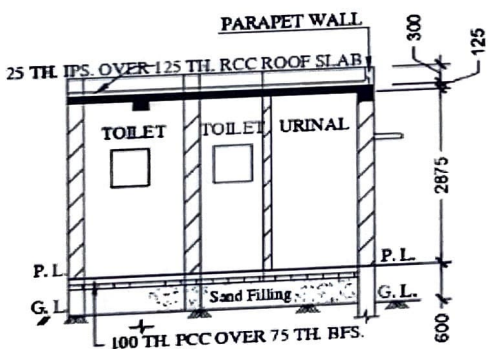 PARAPET WALL
25 TH. IPS. OVER 125 TH. RCC ROOF SLAB
300
125
TOILET
TOILET
URINAL
2875
P. L.
P. L.
G. L.
Sand Filling
G. L.
600
100 TH. PCC OVER 75 TH. BFS.